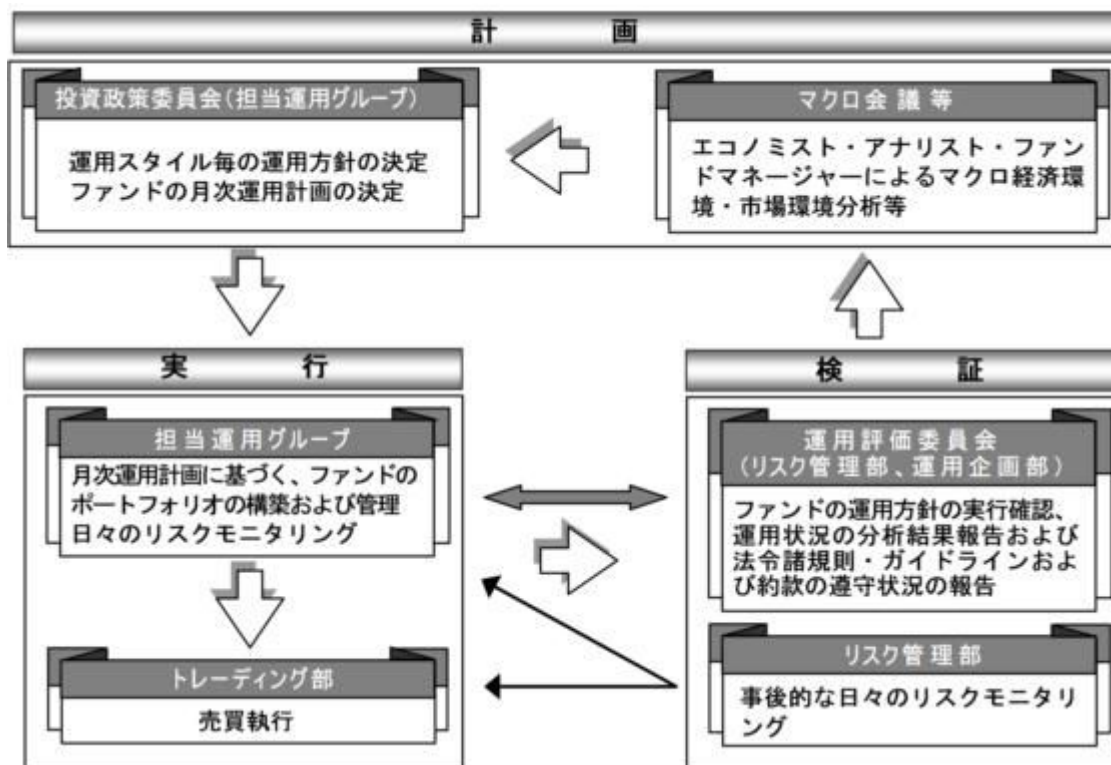 計画
投資政策委員会(担当運用グループ)
運用スタイル毎の運用方針の決定
ファンドの月次運用計画の決定
マクロ会議等
エコノミスト・アナリスト・ファン
ドマネージャーによるマクロ経済環
境・市場環境分析等
実行
担当運用グループ
月次運用計画に基づく、ファンドの
ポートフォリオの構築および管理
日々のリスクモニタリング
トレーディング部
売買執行
検証
運用評価委員会
(リスク管理部、運用企画部)
ファンドの運用方針の実行確認、
運用状況の分析結果報告および
法令諸規則・ガイドラインおよ
び約款の遵守状況の報告
リスク管理部
事後的な日々のリスクモニタリ
ング